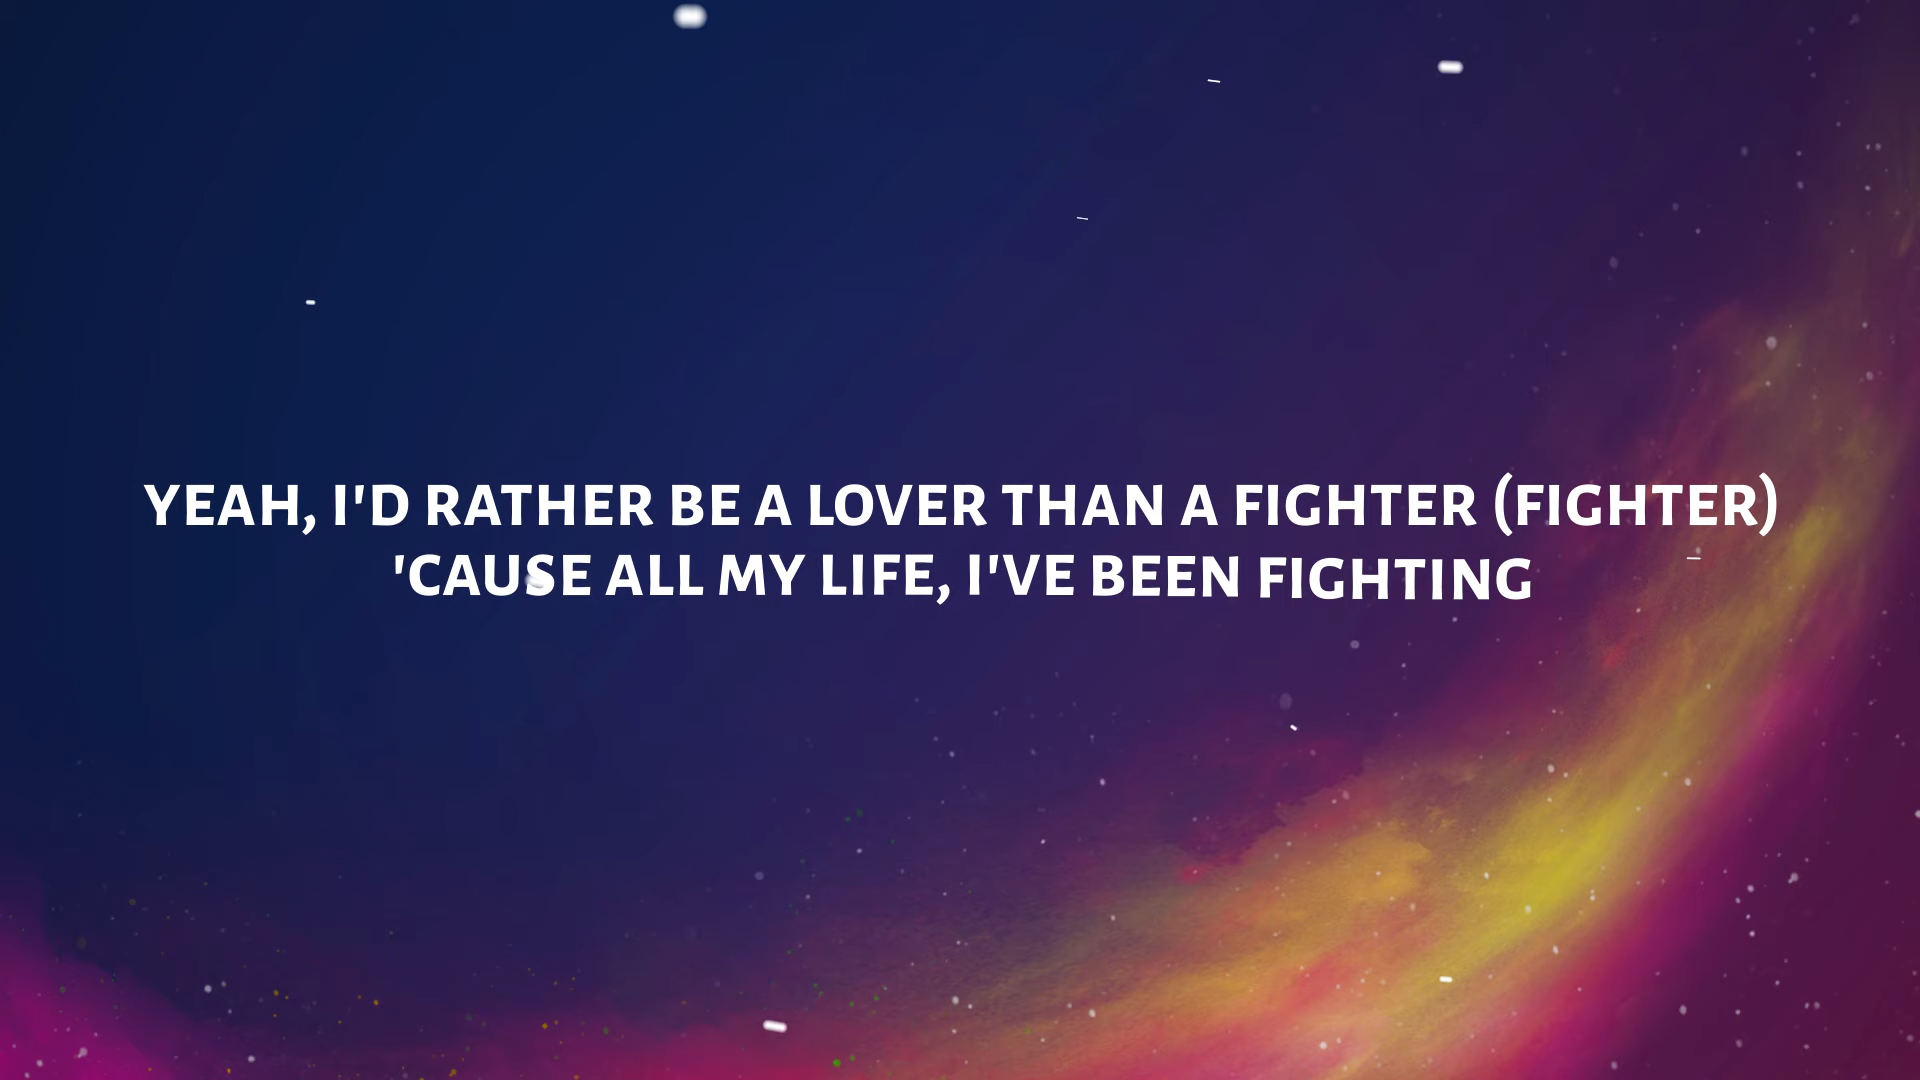 YEAH, I'D RATHER BE A LOVER THAN A FIGHTER (FIGHTER)
'CAUSE ALL MY LIFE, I'VE BEEN FIGHTING